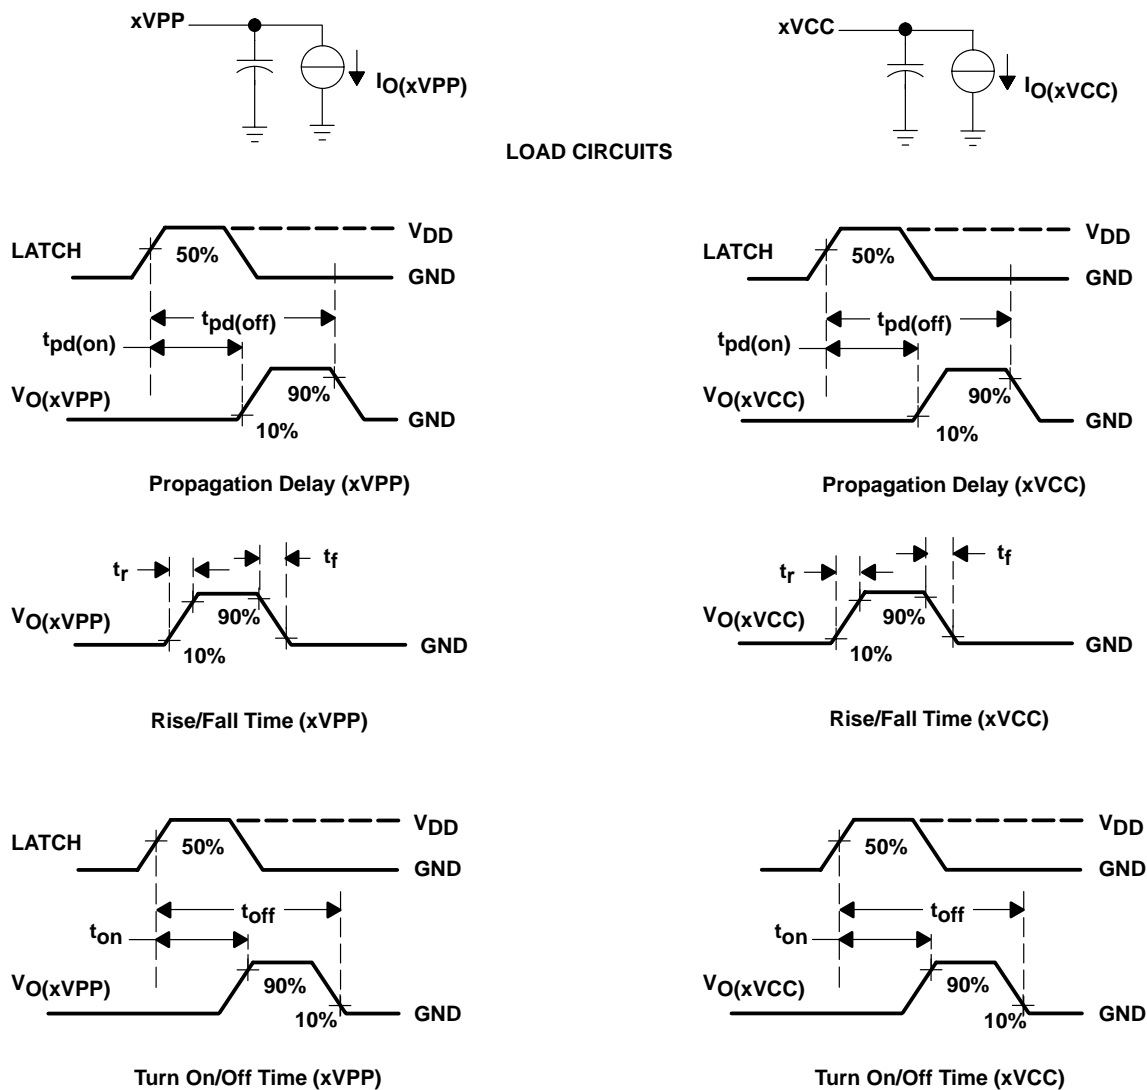 xVPP
IO(xVPP)
xVCC
IO(xVCC)
LOAD CIRCUITS
LATCH
50%
VDD
GND
tpd(off)
tpd(on)
VO(xVPP)
90%
10%
GND
Propagation Delay (xVPP)
LATCH
50%
VDD
GND
tpd(off)
tpd(on)
VO(xVCC)
90%
10%
GND
Propagation Delay (xVCC)
tr
tf
VO(xVPP)
90%
10%
GND
Rise/Fall Time (xVPP)
tr
tf
VO(xVCC)
90%
10%
GND
Rise/Fall Time (xVCC)
LATCH
50%
VDD
GND
toff
ton
VO(xVPP)
90%
10%
GND
Turn On/Off Time (xVPP)
LATCH
50%
VDD
GND
toff
ton
VO(xVCC)
90%
10%
GND
Turn On/Off Time (xVCC)